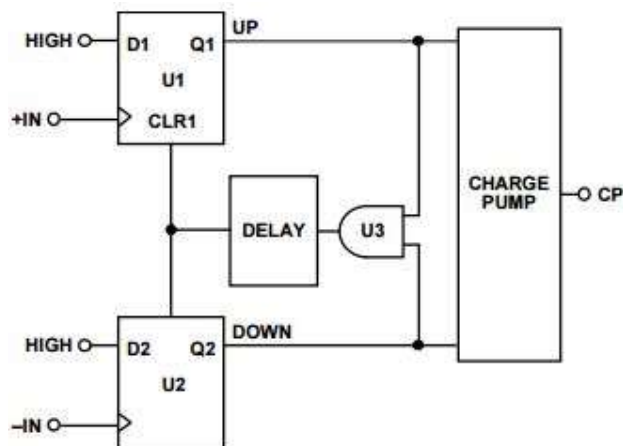 UP
HIGH D1 Q1
U1
+IN CLR1
CHARGE PUMP CP
DELAY U3
DOWN
HIGH D2 Q2
U2
–IN